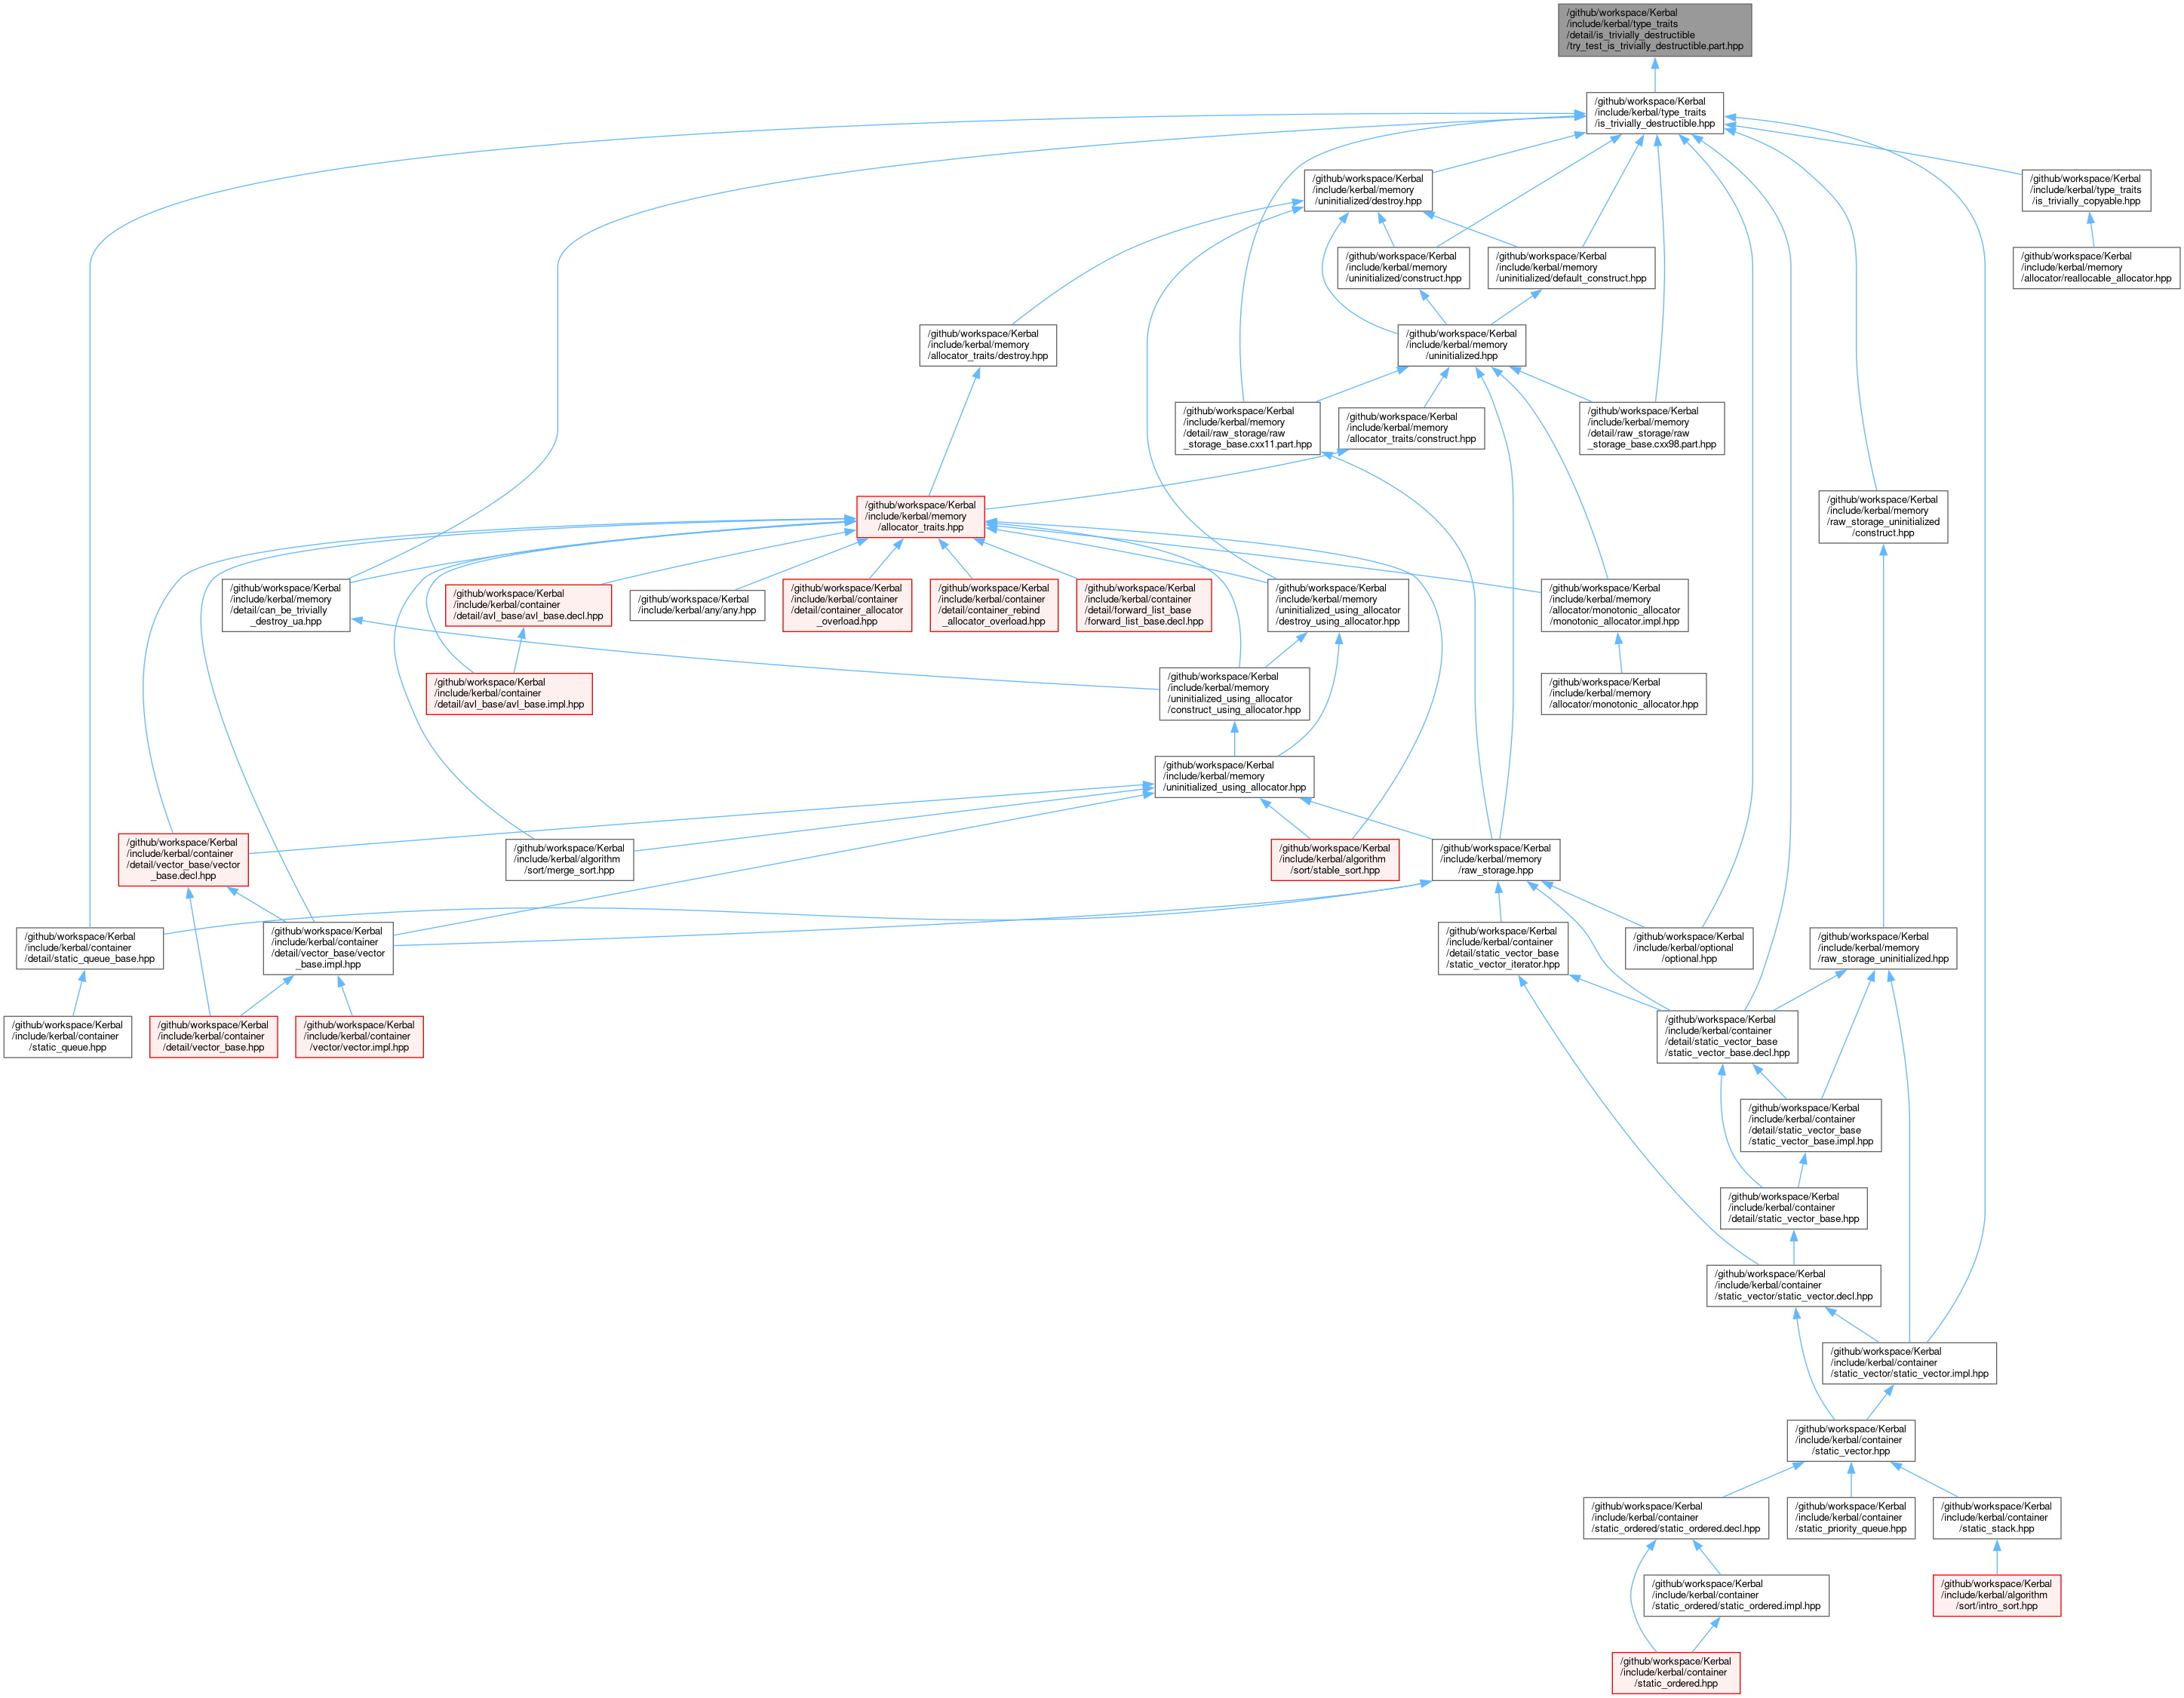 /github/workspace/Kerbal
/include/kerbal/type_traits
/detail/is_trivially_destructible
/try_test_is_trivially_destructible.part.hpp
/github/workspace/Kerbal
/include/kerbal/type_traits
/is_trivially_destructible.hpp
/github/workspace/Kerbal
/include/kerbal/memory
/uninitialized/destroy.hpp
/github/workspace/Kerbal
/include/kerbal/type_traits
/is_trivially_copyable.hpp
/github/workspace/Kerbal
/include/kerbal/memory
/uninitialized/construct.hpp
/github/workspace/Kerbal
/include/kerbal/memory
/uninitialized/default_construct.hpp
/github/workspace/Kerbal
/include/kerbal/memory
/allocator/reallocable_allocator.hpp
/github/workspace/Kerbal
/include/kerbal/memory
/allocator_traits/destroy.hpp
/github/workspace/Kerbal
/include/kerbal/memory
/uninitialized.hpp
/github/workspace/Kerbal
/include/kerbal/memory
/detail/raw_storage/raw
_storage_base.cxx11.part.hpp
/github/workspace/Kerbal
/include/kerbal/memory
/allocator_traits/construct.hpp
/github/workspace/Kerbal
/include/kerbal/memory
/detail/raw_storage/raw
_storage_base.cxx98.part.hpp
/github/workspace/Kerbal
/include/kerbal/memory
/allocator_traits.hpp
/github/workspace/Kerbal
/include/kerbal/memory
/raw_storage_uninitialized
/construct.hpp
/github/workspace/Kerbal
/include/kerbal/memory
/detail/can_be_trivially
_destroy_ua.hpp
/github/workspace/Kerbal
/include/kerbal/container
/detail/avl_base/avl_base.decl.hpp
/github/workspace/Kerbal
/include/kerbal/any/any.hpp
/github/workspace/Kerbal
/include/kerbal/container
/detail/container_allocator
_overload.hpp
/github/workspace/Kerbal
/include/kerbal/container
/detail/container_rebind
_allocator_overload.hpp
/github/workspace/Kerbal
/include/kerbal/container
/detail/forward_list_base
/forward_list_base.decl.hpp
/github/workspace/Kerbal
/include/kerbal/memory
/uninitialized_using_allocator
/destroy_using_allocator.hpp
/github/workspace/Kerbal
/include/kerbal/memory
/allocator/monotonic_allocator
/monotonic_allocator.impl.hpp
/github/workspace/Kerbal
/include/kerbal/container
/detail/avl_base/avl_base.impl.hpp
/github/workspace/Kerbal
/include/kerbal/memory
/uninitialized_using_allocator
/construct_using_allocator.hpp
/github/workspace/Kerbal
/include/kerbal/memory
/allocator/monotonic_allocator.hpp
/github/workspace/Kerbal
/include/kerbal/memory
/uninitialized_using_allocator.hpp
/github/workspace/Kerbal
/include/kerbal/container
/detail/vector_base/vector
_base.decl.hpp
/github/workspace/Kerbal
/include/kerbal/algorithm
/sort/merge_sort.hpp
/github/workspace/Kerbal
/include/kerbal/algorithm
/sort/stable_sort.hpp
/github/workspace/Kerbal
/include/kerbal/memory
/raw_storage.hpp
/github/workspace/Kerbal
/include/kerbal/container
/detail/static_queue_base.hpp
/github/workspace/Kerbal
/include/kerbal/container
/detail/vector_base/vector
_base.impl.hpp
/github/workspace/Kerbal
/include/kerbal/container
/detail/static_vector_base
/static_vector_iterator.hpp
/github/workspace/Kerbal
/include/kerbal/optional
/optional.hpp
/github/workspace/Kerbal
/include/kerbal/memory
/raw_storage_uninitialized.hpp
/github/workspace/Kerbal
/include/kerbal/container
/static_queue.hpp
/github/workspace/Kerbal
/include/kerbal/container
/detail/vector_base.hpp
/github/workspace/Kerbal
/include/kerbal/container
/vector/vector.impl.hpp
/github/workspace/Kerbal
/include/kerbal/container
/detail/static_vector_base
/static_vector_base.decl.hpp
/github/workspace/Kerbal
/include/kerbal/container
/detail/static_vector_base
/static_vector_base.impl.hpp
/github/workspace/Kerbal
/include/kerbal/container
/detail/static_vector_base.hpp
/github/workspace/Kerbal
/include/kerbal/container
/static_vector/static_vector.decl.hpp
/github/workspace/Kerbal
/include/kerbal/container
/static_vector/static_vector.impl.hpp
/github/workspace/Kerbal
/include/kerbal/container
/static_vector.hpp
/github/workspace/Kerbal
/include/kerbal/container
/static_ordered/static_ordered.decl.hpp
/github/workspace/Kerbal
/include/kerbal/container
/static_priority_queue.hpp
/github/workspace/Kerbal
/include/kerbal/container
/static_stack.hpp
/github/workspace/Kerbal
/include/kerbal/container
/static_ordered/static_ordered.impl.hpp
/github/workspace/Kerbal
/include/kerbal/algorithm
/sort/intro_sort.hpp
/github/workspace/Kerbal
/include/kerbal/container
/static_ordered.hpp